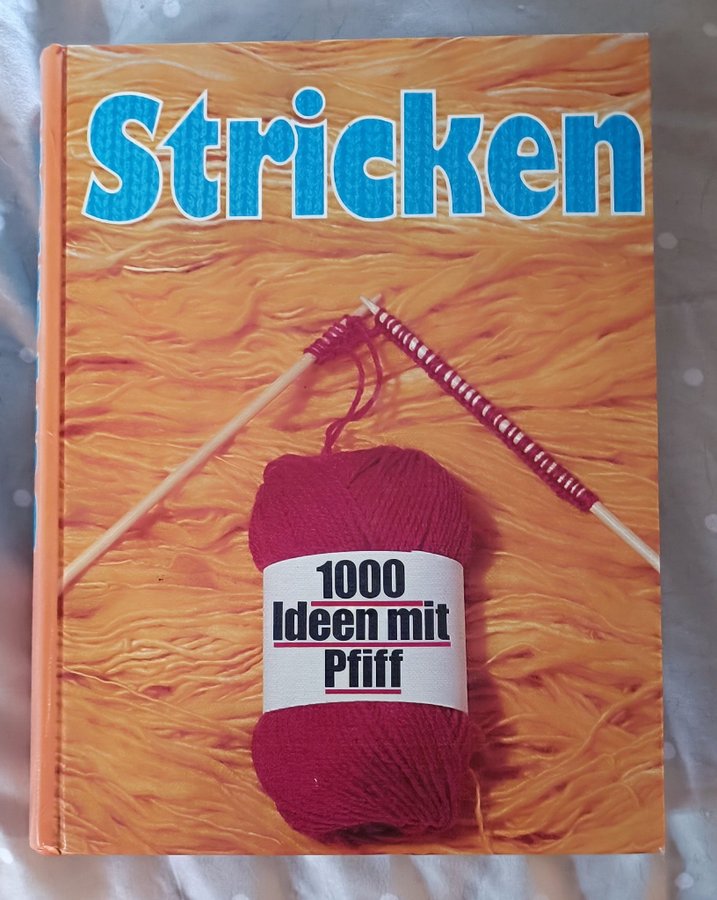 Stricken
1000
Ideen mit
Pfiff